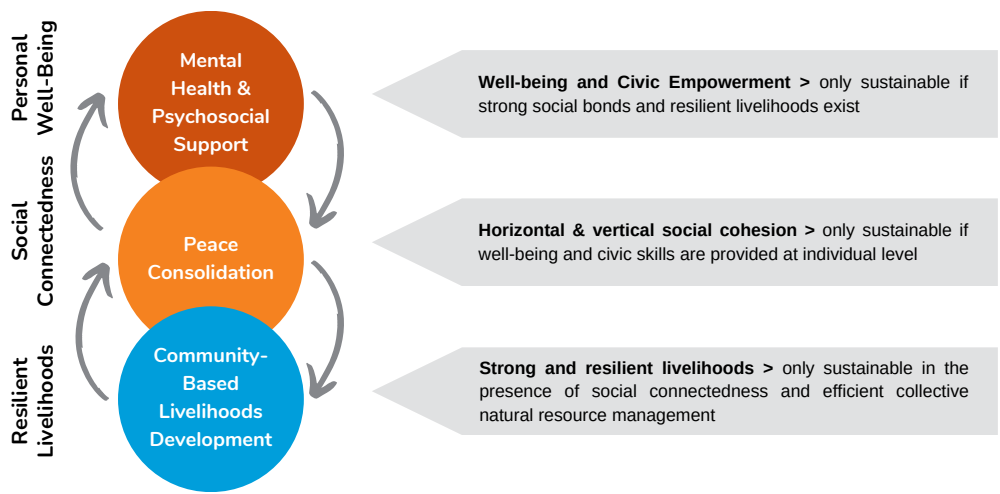 Personal
Well-Being
Mental
Health &
Psychosocial
Support
Well-being and Civic Empowerment > only sustainable if
strong social bonds and resilient livelihoods exist
Social
Connectedness
Peace
Consolidation
Horizontal & vertical social cohesion > only sustainable if
well-being and civic skills are provided at individual level
Resilient
Livelihoods
Community-
Based
Livelihoods
Development
Strong and resilient livelihoods > only sustainable in the
presence of social connectedness and efficient collective
natural resource management